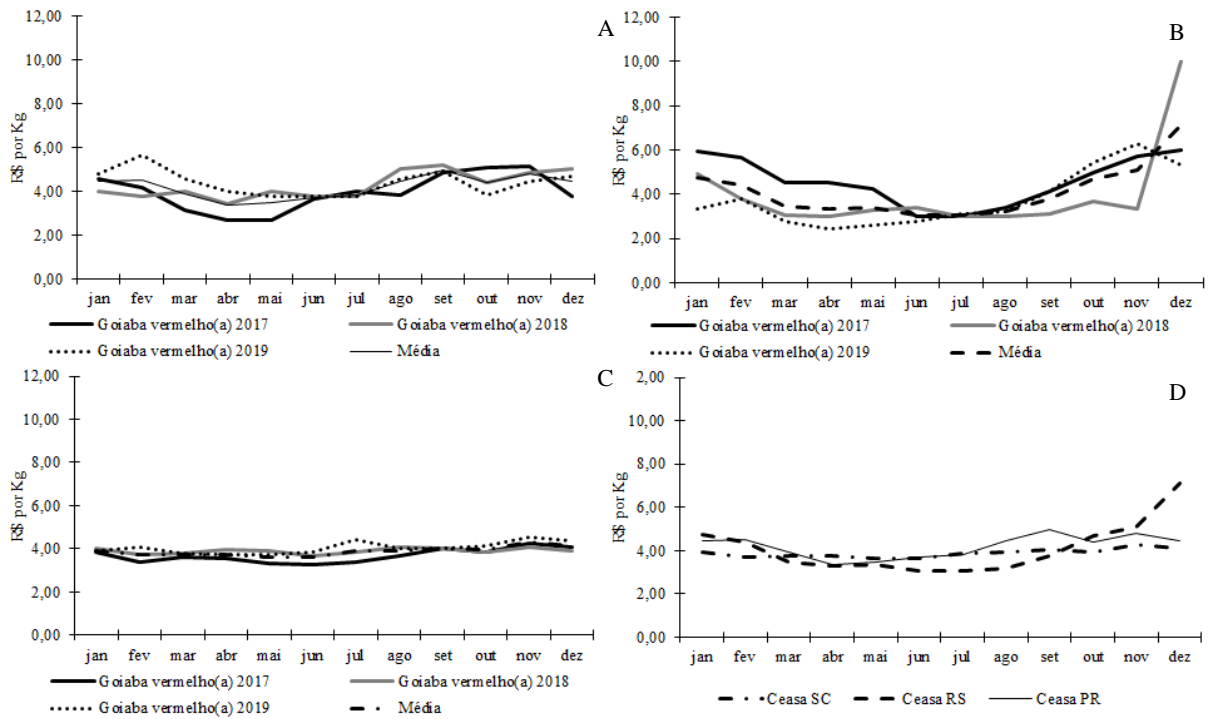 A
12,00
10,00
8,00
6,00
4,00
2,00
0,00
R$ por Kg
jan fev mar abr mai jun jul ago set out nov dez
Goiaba vermelho(a) 2017 Goiaba vermelho(a) 2018
Goiaba vermelho(a) 2019 Média
B
12,00
10,00
8,00
6,00
4,00
2,00
0,00
R$ por Kg
jan fev mar abr mai jun jul ago set out nov dez
Goiaba vermelho(a) 2017 Goiaba vermelho(a) 2018
Goiaba vermelho(a) 2019 Média
C
12,00
10,00
8,00
6,00
4,00
2,00
0,00
R$ por Kg
jan fev mar abr mai jun jul ago set out nov dez
Goiaba vermelho(a) 2017 Goiaba vermelho(a) 2018
Goiaba vermelho(a) 2019 Média
D
2,00
10,00
8,00
6,00
4,00
2,00
0,00
R$ por Kg
jan fev mar abr mai jun jul ago set out nov dez
Ceasa SC Ceasa RS Ceasa PR